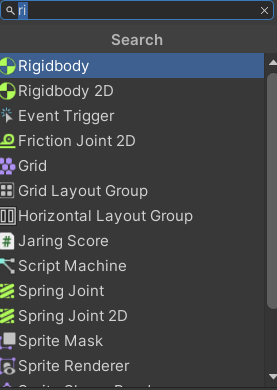 ri
Search
Rigidbody
Rigidbody 2D
Event Trigger
Friction Joint 2D
Grid
Grid Layout Group
Horizontal Layout Group
# Jaring Score
Script Machine
Spring Joint
Spring Joint 2D
Sprite Mask
Sprite Renderer